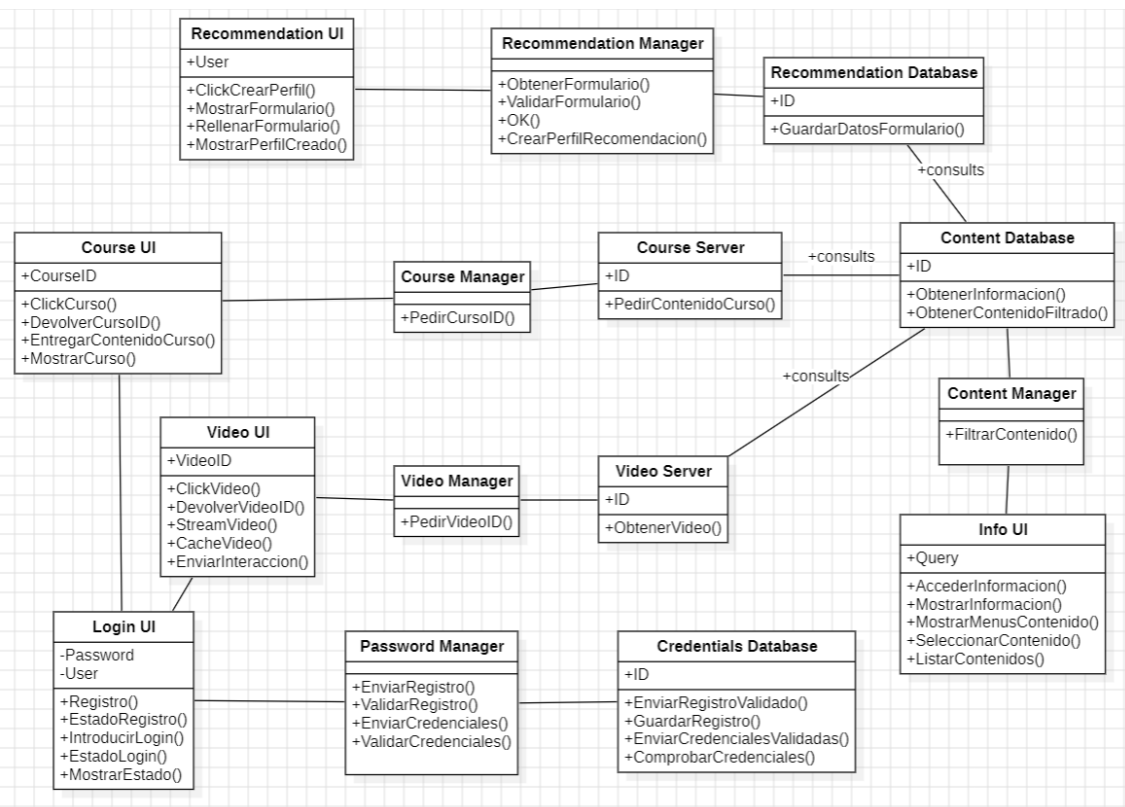 Recommendation UI
+User
+ClickCrearPerfil()
+MostrarFormulario()
+RellenarFormulario()
+MostrarPerfilCreado()
Recommendation Manager
+ObtenerFormulario()
+ValidarFormulario()
+OK()
+CrearPerfilRecomendacion()
Recommendation Database
+ID
+GuardarDatosFormulario()
+consults
Course UI
+CourseID
+ClickCurso()
+DevolverCursoID()
+EntregarContenidoCurso()
+MostrarCurso()
Course Manager
+PedirCursoID()
Course Server
+ID
+PedirContenidoCurso()
+consults
Content Database
+ID
+ObtenerInformacion()
+ObtenerContenidoFiltrado()
+consults
Content Manager
+FiltrarContenido()
Video UI
+VideoID
+ClickVideo()
+DevolverVideoID()
+StreamVideo()
+CacheVideo()
+EnviarInteraccion()
Video Manager
+PedirVideoID()
Video Server
+ID
+ObtenerVideo()
Info UI
+Query
+AccederInformacion()
+MostrarInformacion()
+MostrarMenusContenido()
+SeleccionarContenido()
+ListarContenidos()
Login UI
-Password
-User
+Registro()
+EstadoRegistro()
+IntroducirLogin()
+EstadoLogin()
+MostrarEstado()
Password Manager
+EnviarRegistro()
+ValidarRegistro()
+EnviarCredenciales()
+ValidarCredenciales()
Credentials Database
+ID
+EnviarRegistroValidado()
+GuardarRegistro()
+EnviarCredencialesValidadas()
+ComprobarCredenciales()